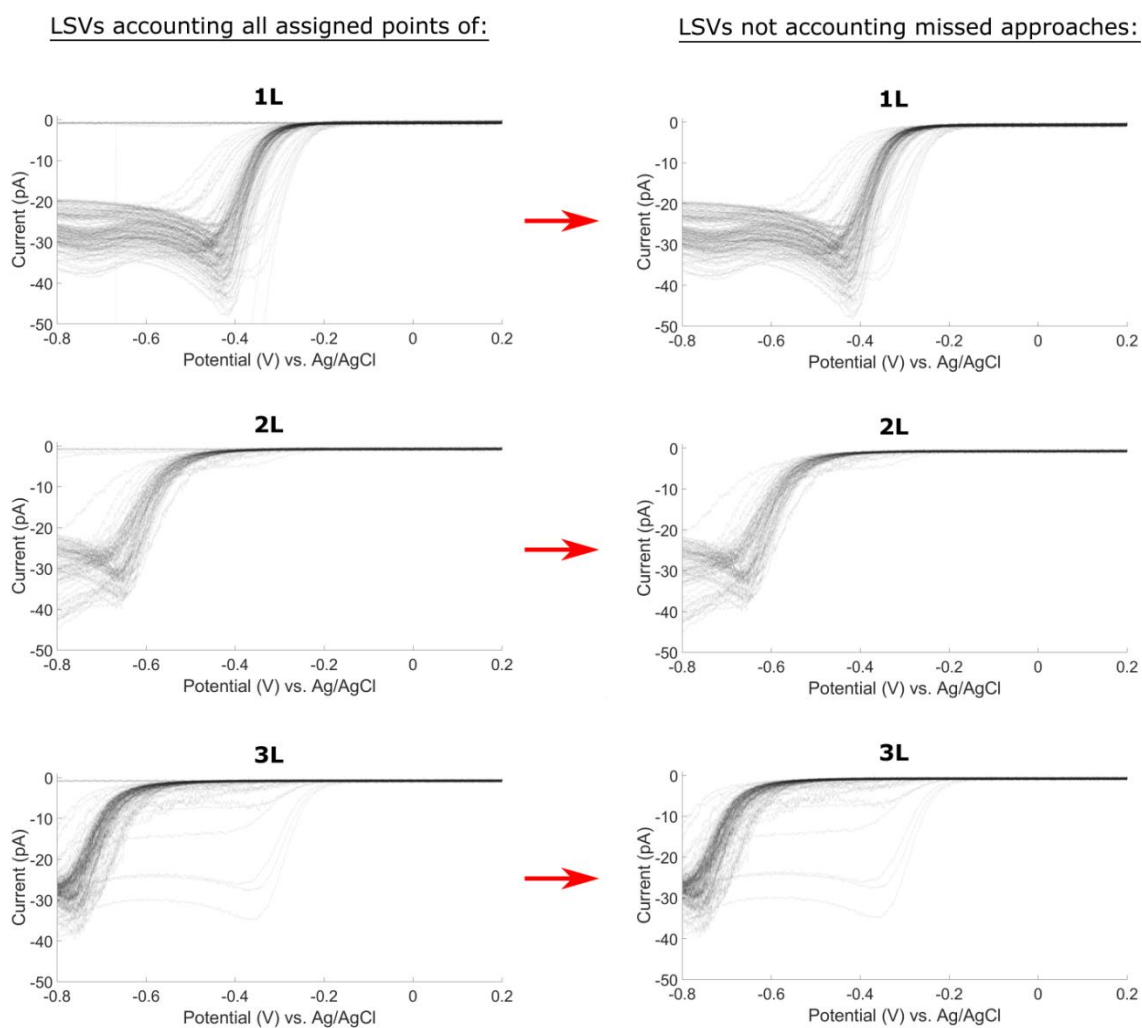 LSVs accounting all assigned points of:
LSVs not accounting missed approaches:
1L
0
-10
-20
-30
-40
-50
Current (pA)
-0.8 -0.6 -0.4 -0.2 0 0.2
Potential (V) vs. Ag/AgCl
1L
0
-10
-20
-30
-40
-50
Current (pA)
-0.8 -0.6 -0.4 -0.2 0 0.2
Potential (V) vs. Ag/AgCl
2L
0
-10
-20
-30
-40
-50
Current (pA)
-0.8 -0.6 -0.4 -0.2 0 0.2
Potential (V) vs. Ag/AgCl
2L
0
-10
-20
-30
-40
-50
Current (pA)
-0.8 -0.6 -0.4 -0.2 0 0.2
Potential (V) vs. Ag/AgCl
3L
0
-10
-20
-30
-40
-50
Current (pA)
-0.8 -0.6 -0.4 -0.2 0 0.2
Potential (V) vs. Ag/AgCl
3L
0
-10
-20
-30
-40
-50
Current (pA)
-0.8 -0.6 -0.4 -0.2 0 0.2
Potential (V) vs. Ag/AgCl